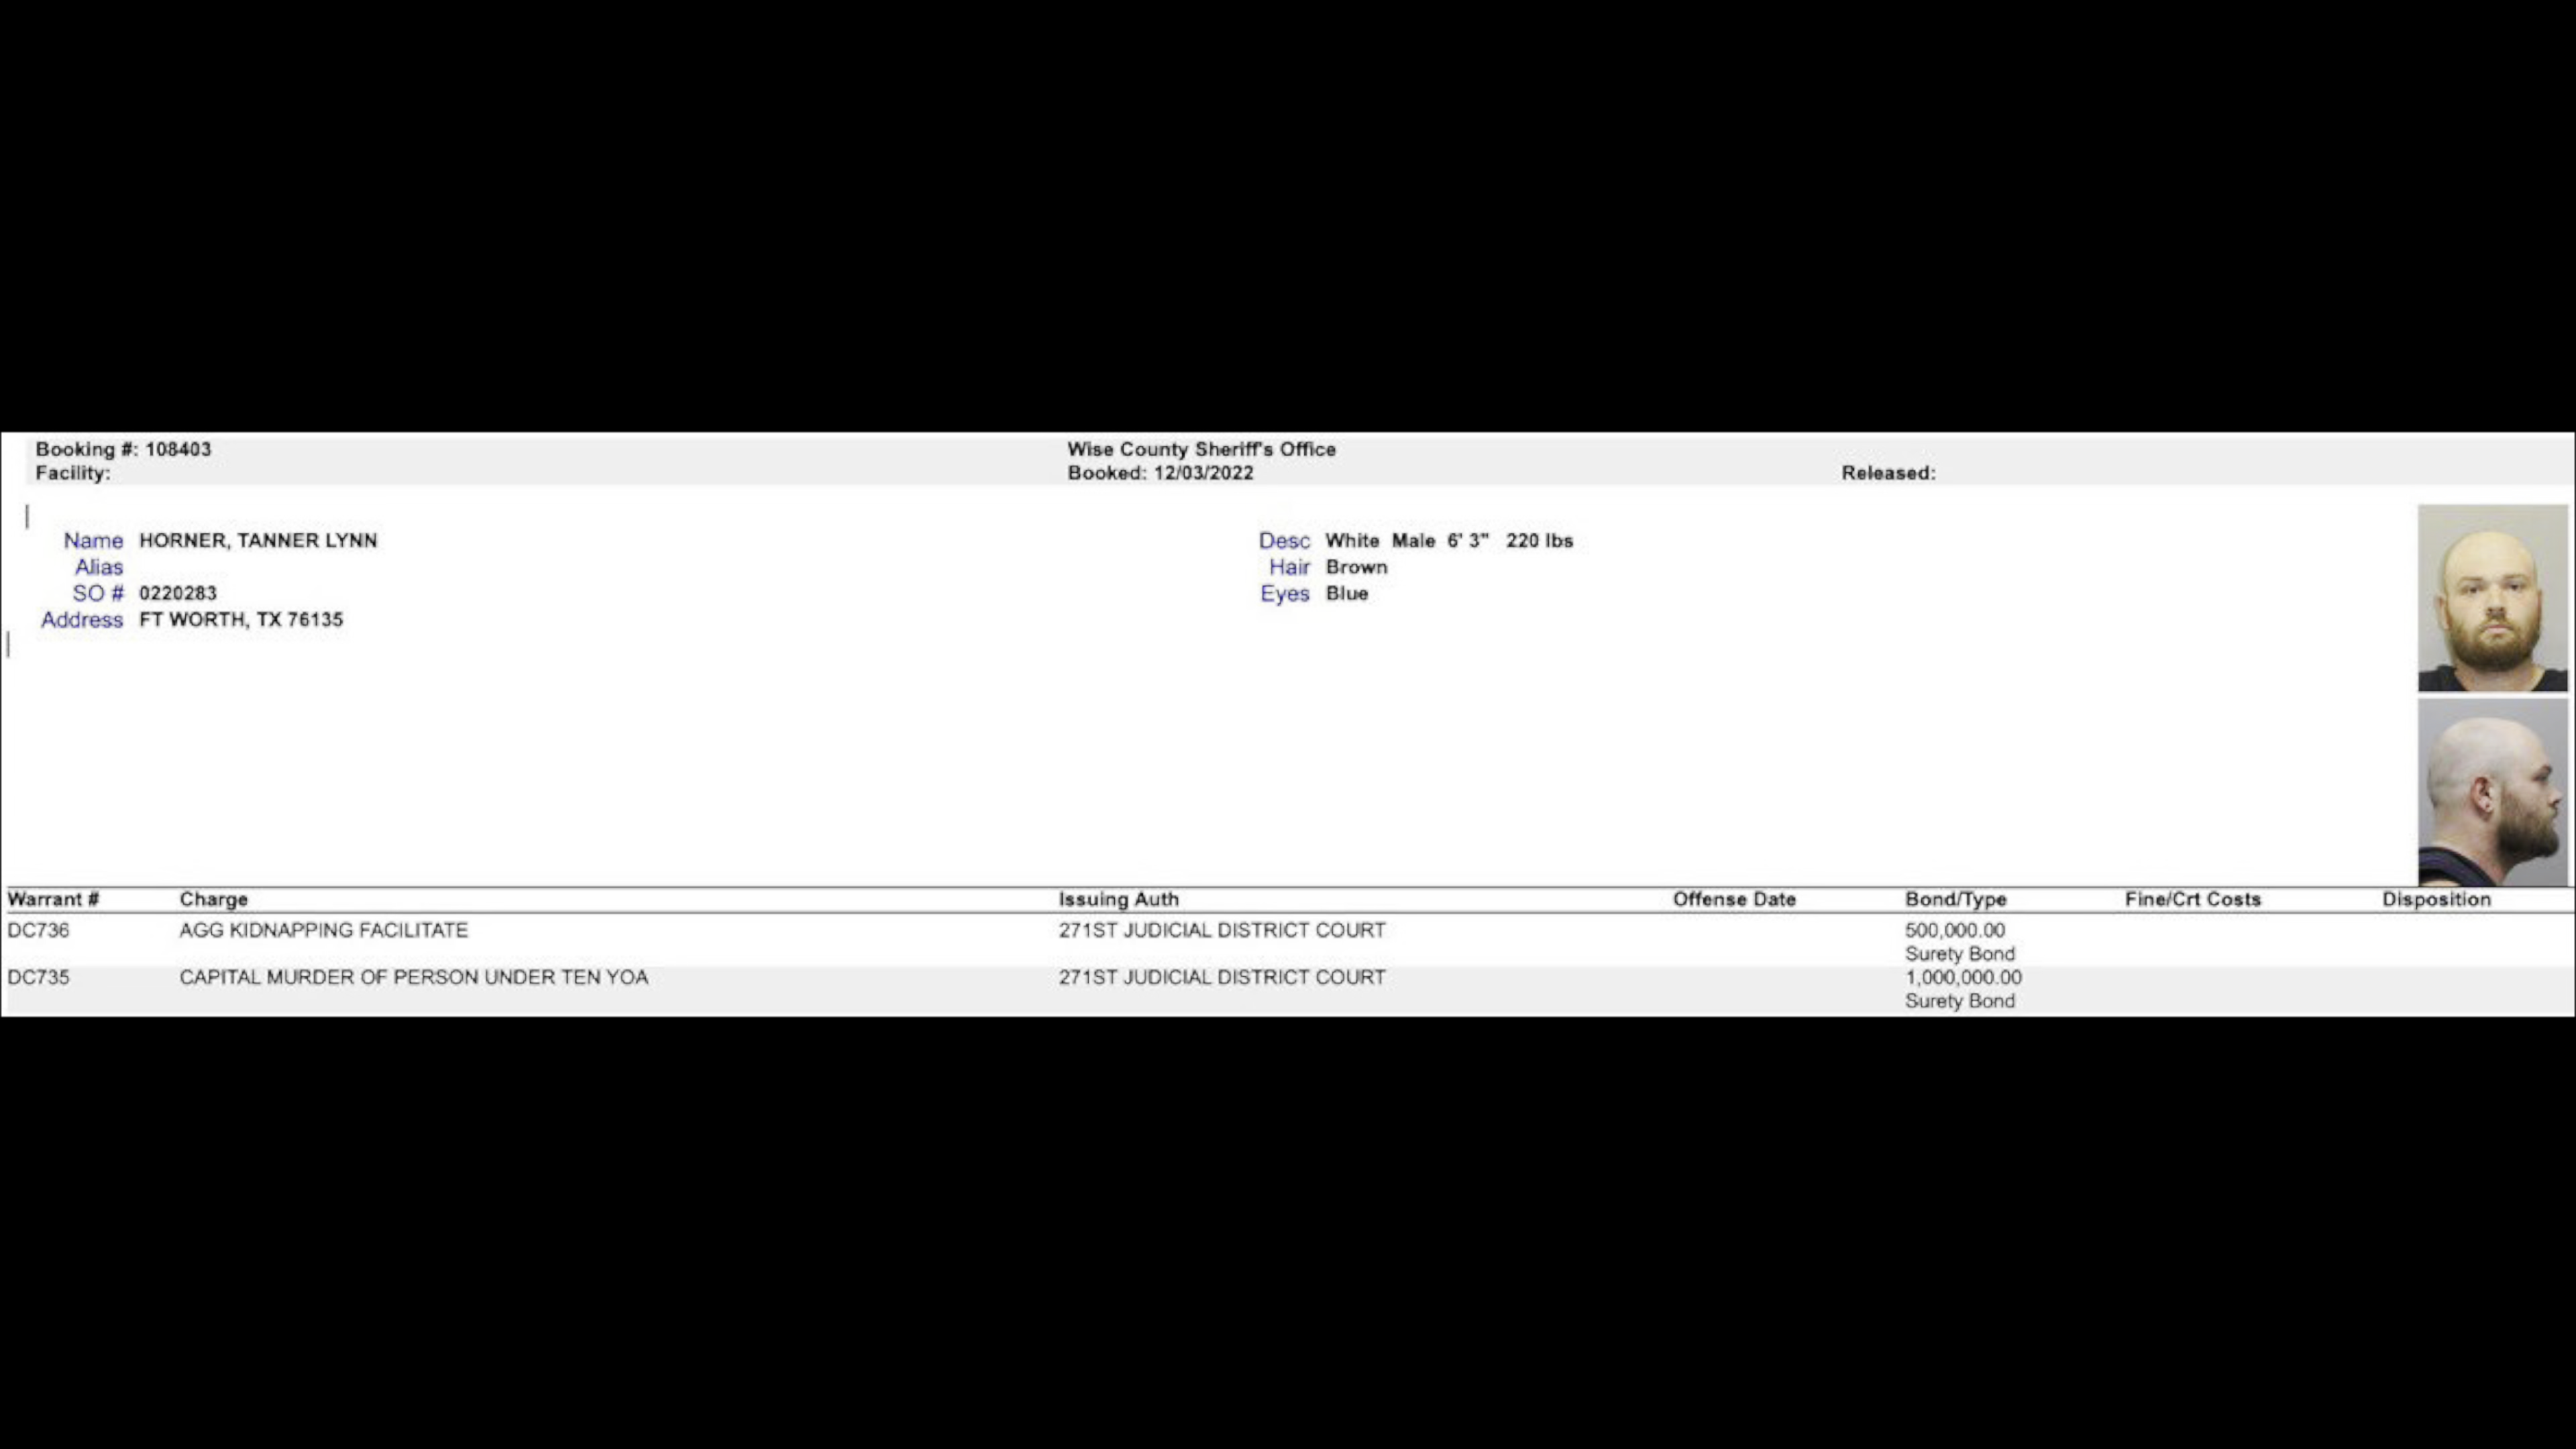 Booking #: 108403 Wise County Sheriff's Office
Facility: Booked: 12/03/2022 Released:
Name HORNER, TANNER LYNN Desc White Male 6' 3" 220 lbs
Alias Hair Brown
SO # 0220283 Eyes Blue
Address FT WORTH, TX 76135
Warrant # Charge Issuing Auth Offense Date Bond/Type Fine/Crt Costs Disposition
DC736 AGG KIDNAPPING FACILITATE 271ST JUDICIAL DISTRICT COURT 500,000.00
Surety Bond
DC735 CAPITAL MURDER OF PERSON UNDER TEN YOA 271ST JUDICIAL DISTRICT COURT 1,000,000.00
Surety Bond